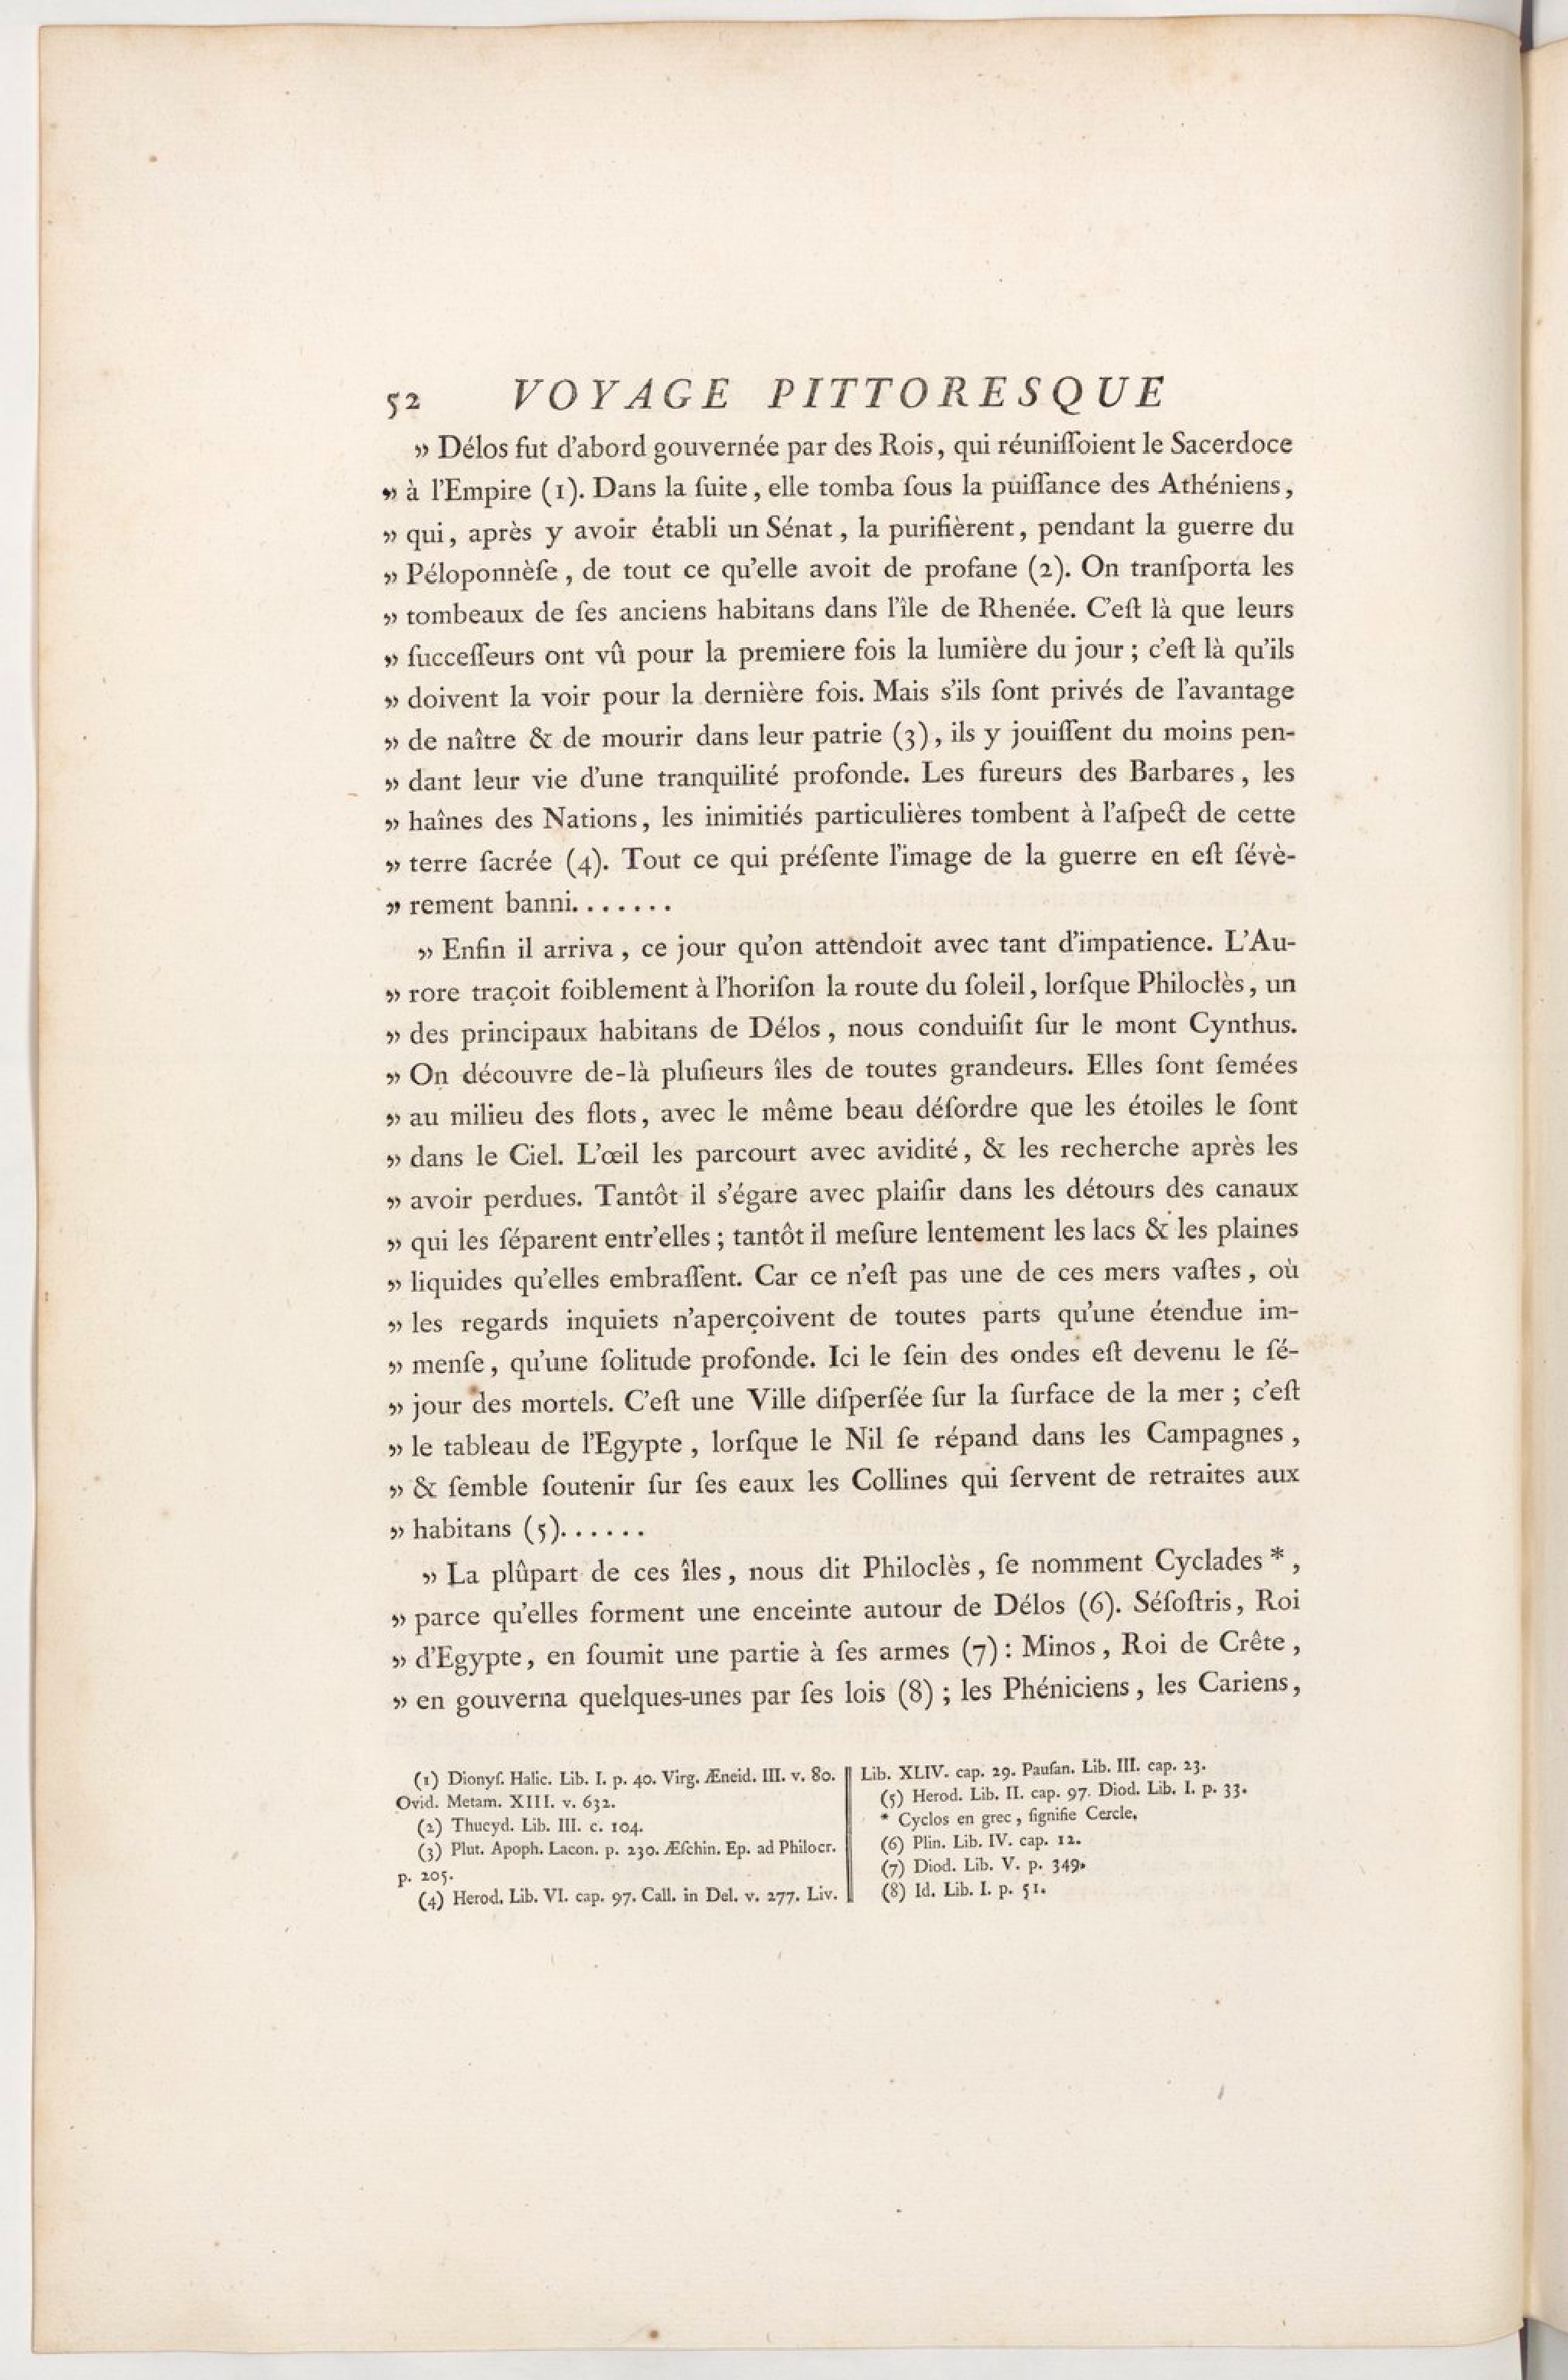 52 VOYAGE PITTORESQUE
» Délos fut d'abord gouvernée par des Rois, qui réuniſſoient le Sacerdoce
» à l'Empire (1). Dans la ſuite, elle tomba ſous la puiſſance des Athéniens,
» qui, après y avoir établi un Sénat, la purifièrent, pendant la guerre du
» Péloponnèſe, de tout ce qu'elle avoit de profane (2). On tranſporta les
» tombeaux de ſes anciens habitans dans l'île de Rhenée. C'eſt là que leurs
» ſucceſſeurs ont vû pour la premiere fois la lumière du jour; c'eſt là qu'ils
» doivent la voir pour la dernière fois. Mais s'ils ſont privés de l'avantage
» de naître & de mourir dans leur patrie (3), ils y jouiſſent du moins pen-
» dant leur vie d'une tranquilité profonde. Les fureurs des Barbares, les
» haînes des Nations, les inimitiés particulières tombent à l'aſpect de cette
» terre ſacrée (4). Tout ce qui préſente l'image de la guerre en eſt ſévè-
» rement banni.......
» Enfin il arriva, ce jour qu'on attendoit avec tant d'impatience. L'Au-
» rore traçoit foiblement à l'horiſon la route du ſoleil, lorſque Philoclès, un
» des principaux habitans de Délos, nous conduiſit ſur le mont Cynthus.
» On découvre de-là pluſieurs îles de toutes grandeurs. Elles ſont ſemées
» au milieu des flots, avec le même beau déſordre que les étoiles le ſont
» dans le Ciel. L'œil les parcourt avec avidité, & les recherche après les
» avoir perdues. Tantôt il s'égare avec plaiſir dans les détours des canaux
» qui les ſéparent entr'elles; tantôt il meſure lentement les lacs & les plaines
» liquides qu'elles embraſſent. Car ce n'eſt pas une de ces mers vaſtes, où
» les regards inquiets n'aperçoivent de toutes parts qu'une étendue im-
» menſe, qu'une ſolitude profonde. Ici le ſein des ondes eſt devenu le ſé-
» jour des mortels. C'eſt une Ville diſperſée ſur la ſurface de la mer; c'eſt
» le tableau de l'Egypte, lorſque le Nil ſe répand dans les Campagnes,
» & ſemble ſoutenir ſur ſes eaux les Collines qui ſervent de retraites aux
» habitans (5)......
» La plûpart de ces îles, nous dit Philoclès, ſe nomment Cyclades *,
» parce qu'elles forment une enceinte autour de Délos (6). Séſoſtris, Roi
» d'Egypte, en ſoumit une partie à ſes armes (7): Minos, Roi de Crête,
» en gouverna quelques-unes par ſes lois (8); les Phéniciens, les Cariens,
(1) Dionyſ. Halic. Lib. I. p. 40. Virg. Æneid. III. v. 80.
Ovid. Metam. XIII. v. 632.
(2) Thucyd. Lib. III. c. 104.
(3) Plut. Apoph. Lacon. p. 230. Æſchin. Ep. ad Philocr.
p. 205.
(4) Herod. Lib. VI. cap. 97. Call. in Del. v. 277. Liv.
Lib. XLIV. cap. 29. Pauſan. Lib. III. cap. 23.
(5) Herod. Lib. II. cap. 97. Diod. Lib. I. p. 33.
* Cyclos en grec, ſignifie Cercle.
(6) Plin. Lib. IV. cap. 12.
(7) Diod. Lib. V. p. 349.
(8) Id. Lib. I. p. 51.